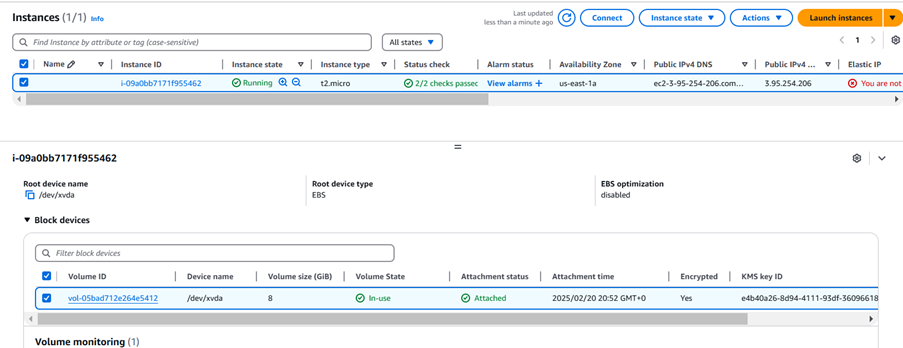 Instances (1/1) Info
Last updated
less than a minute ago
Connect
Instance state
Actions
Launch instances
Find Instance by attribute or tag (case-sensitive)
All states
1
Name Instance ID Instance state Instance type Status check Alarm status Availability Zone Public IPv4 DNS Public IPv4 ... Elastic IP
i-09a0bb7171f955462 Running t2.micro 2/2 checks passec View alarms + us-east-1a ec2-3-95-254-206.com... 3.95.254.206 You are not
i-09a0bb7171f955462
Root device name
/dev/xvda
Root device type
EBS
EBS optimization
disabled
Block devices
Filter block devices
Volume ID Device name Volume size (GiB) Volume State Attachment status Attachment time Encrypted KMS key ID
vol-05bad712e264e5412 /dev/xvda 8 In-use Attached 2025/02/20 20:52 GMT+0 Yes e4b40a26-8d94-4111-93df-36096618
Volume monitoring (1)